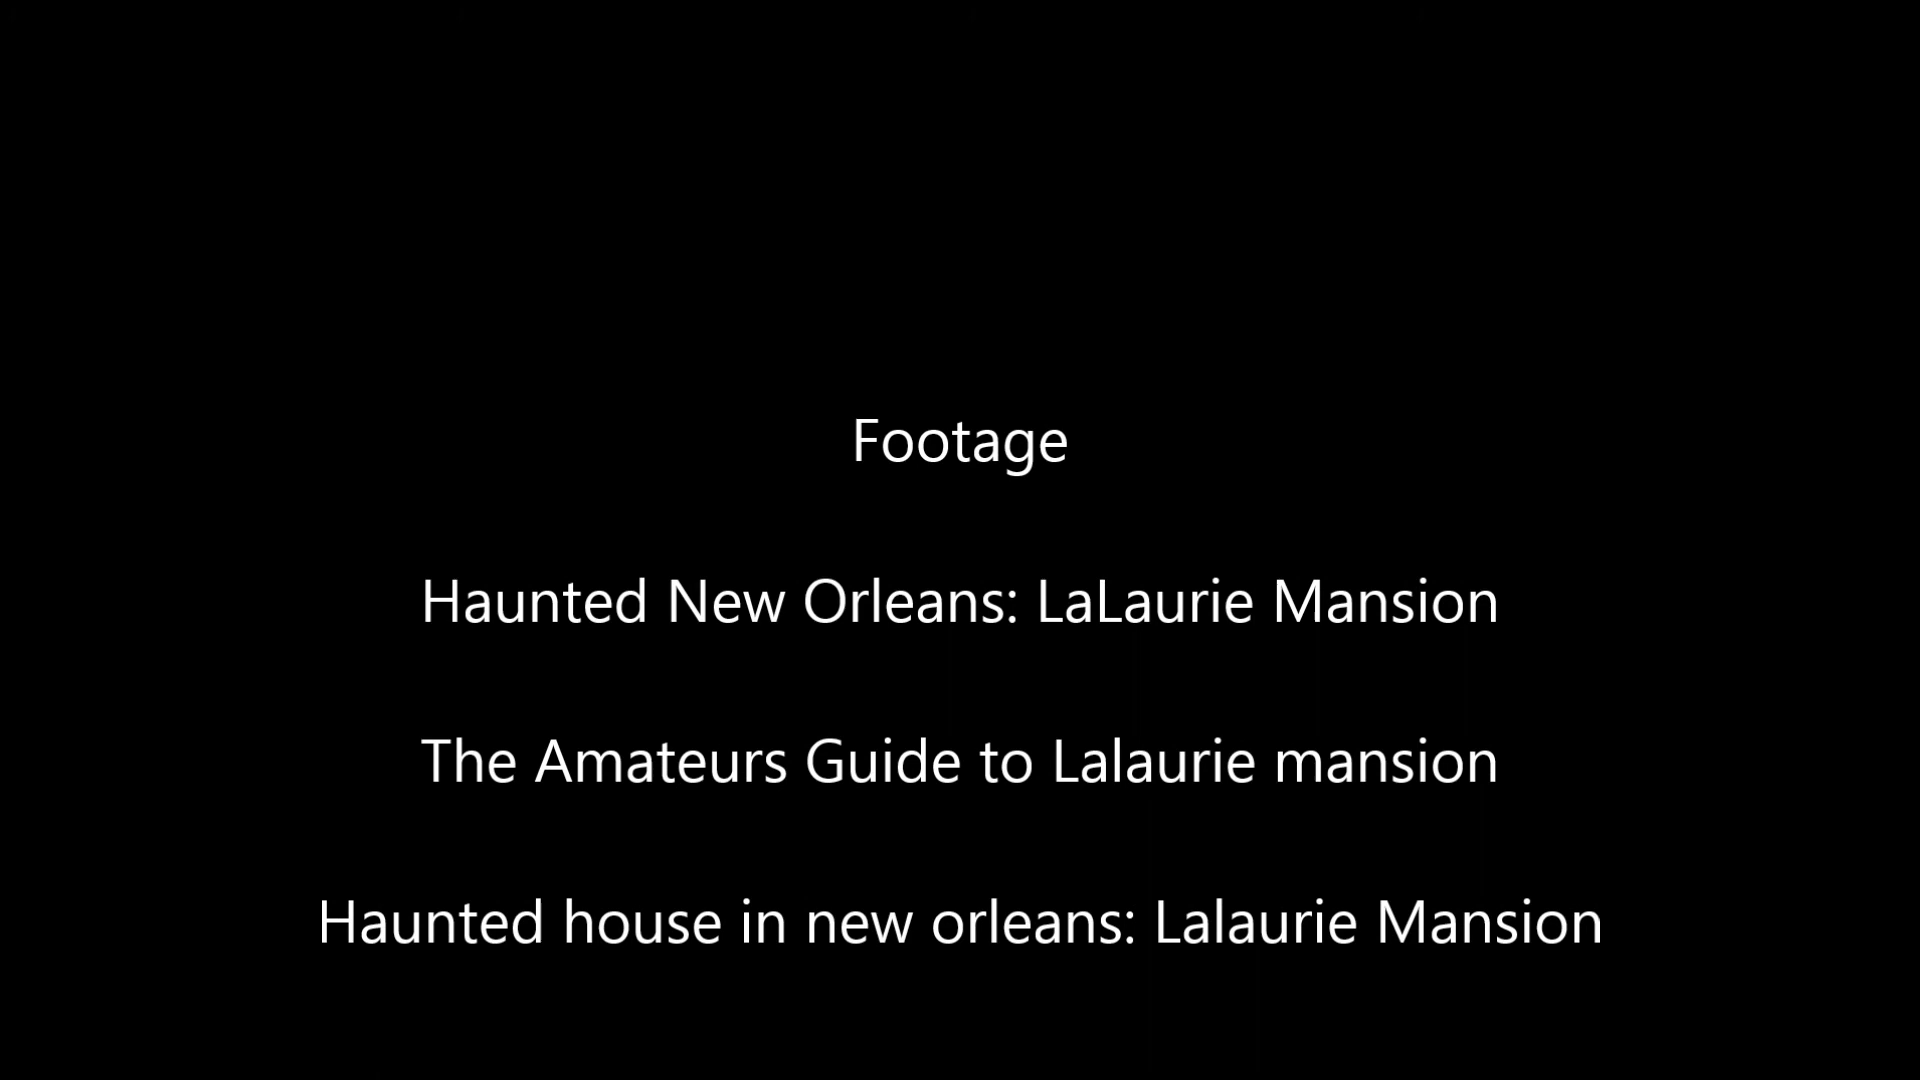 Footage
Haunted New Orleans: LaLaurie Mansion
The Amateurs Guide to Lalaurie mansion
Haunted house in new orleans: Lalaurie Mansion